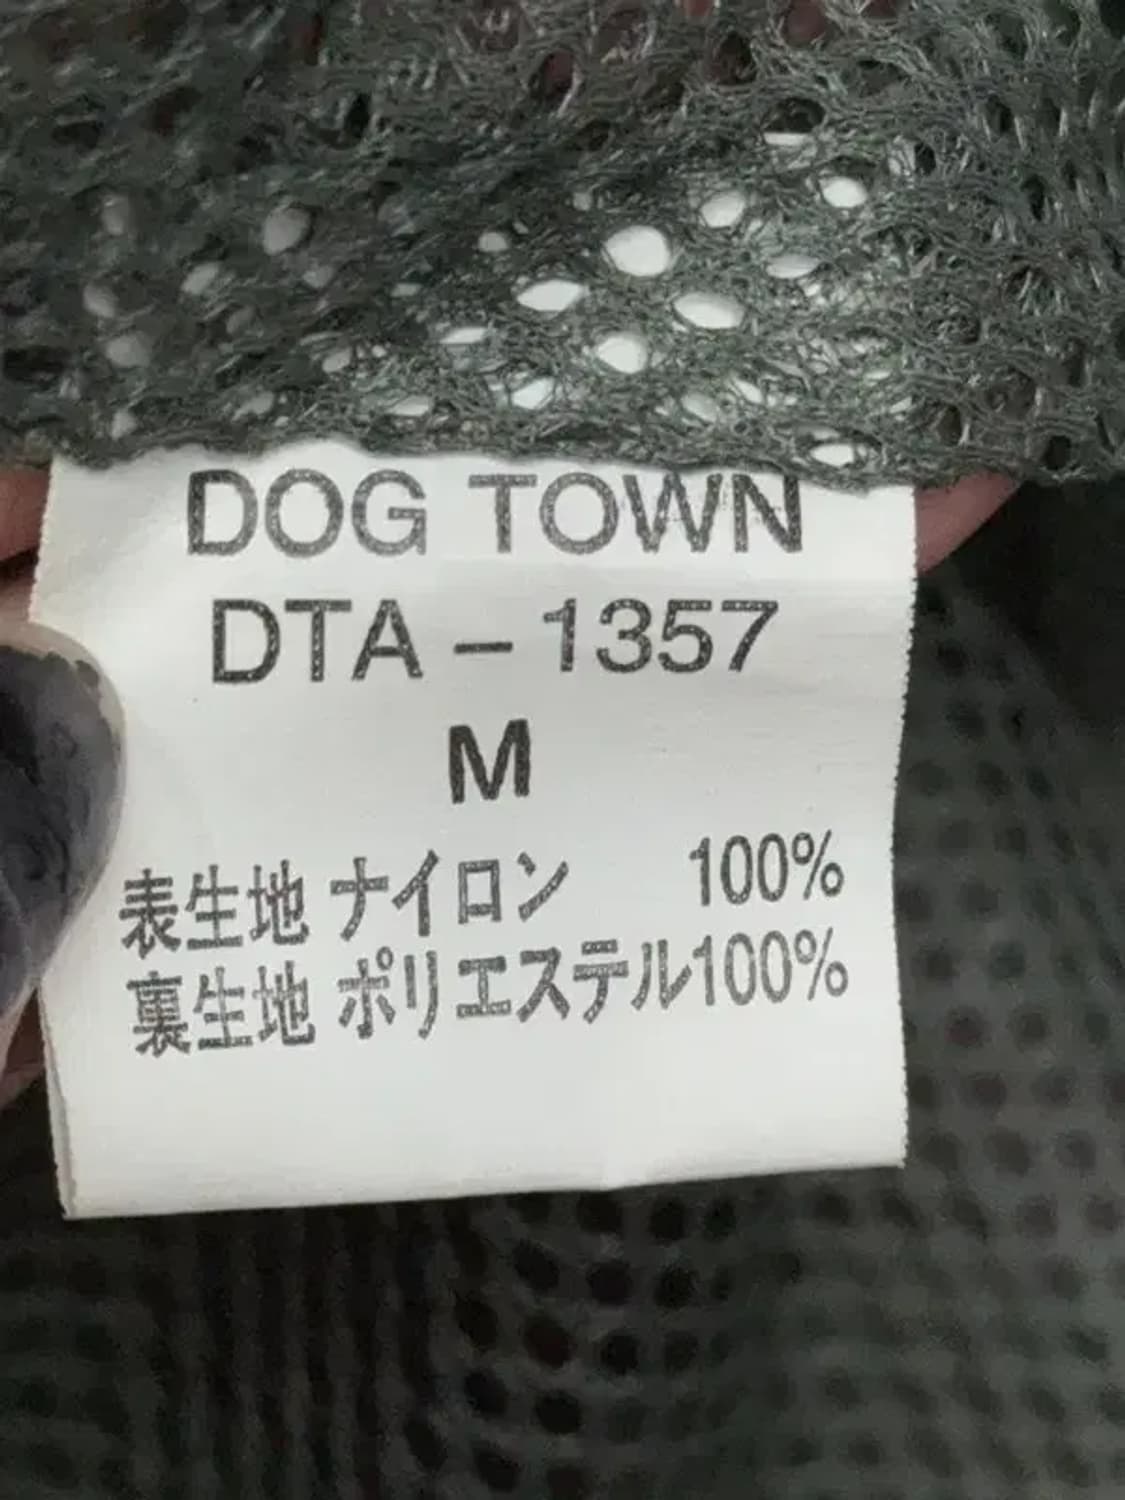 DOG TOWN
DTA－1357
M
表生地 ナイロン 100%
裏生地 ポリエステル100%